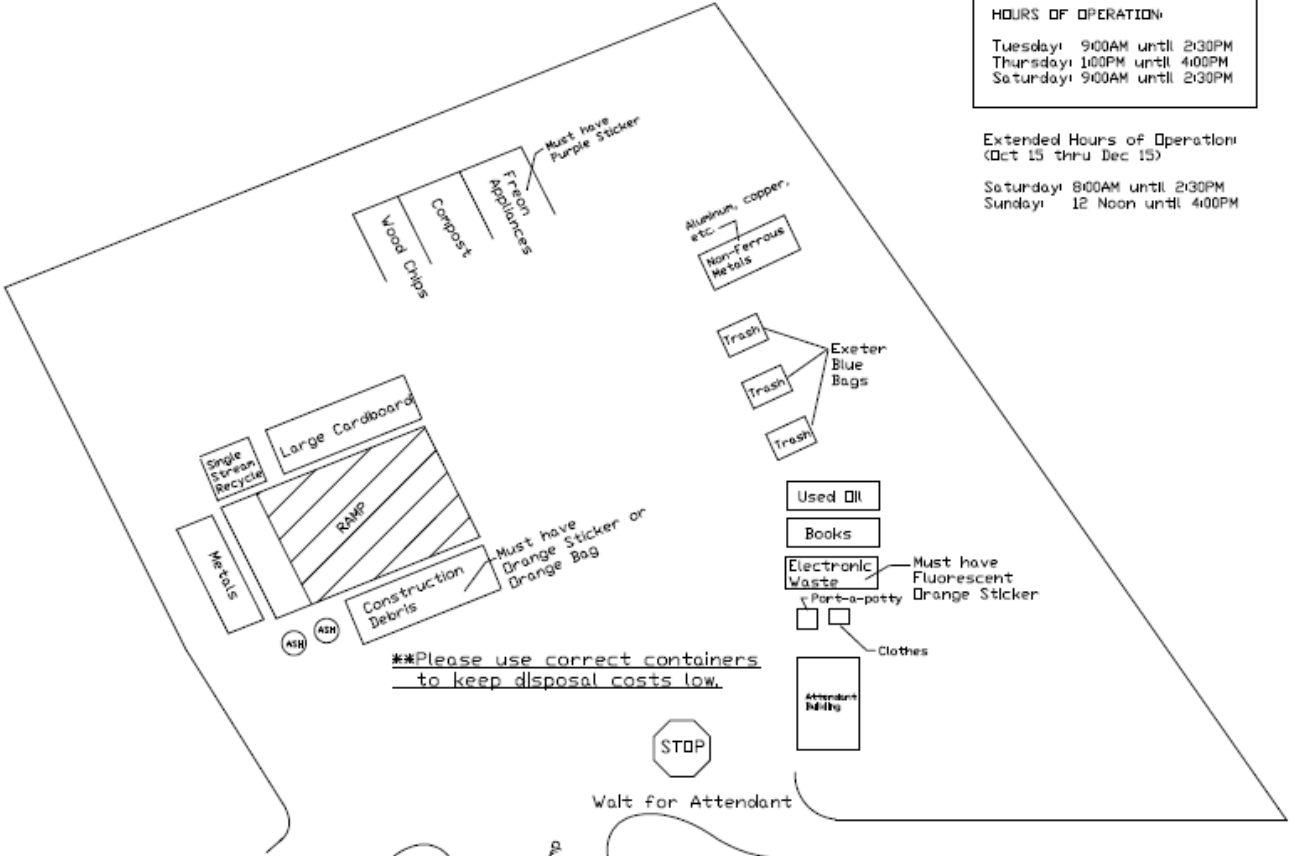 HOURS OF OPERATION:
Tuesday: 9:00AM until 2:30PM
Thursday: 1:00PM until 4:00PM
Saturday: 9:00AM until 2:30PM
Extended Hours of Operation:
(Oct 15 thru Dec 15)
Saturday: 8:00AM until 2:30PM
Sunday: 12 Noon until 4:00PM
Must have
Purple Sticker
Freon
Appliances
Compost
Wood Chips
Aluminum, copper,
etc.
Non-Ferrous
Metals
Trash
Trash
Trash
Exeter
Blue
Bags
Large Cardboard
Single
Stream
Recycle
RAMP
Metals
Must have
Orange Sticker or
Orange Bag
Construction
Debris
ASH
ASH
Used Oil
Books
Electronic
Waste
Must have
Fluorescent
Orange Sticker
Port-a-potty
Clothes
**Please use correct containers
to keep disposal costs low.
Attendant
Building
STOP
Wait for Attendant